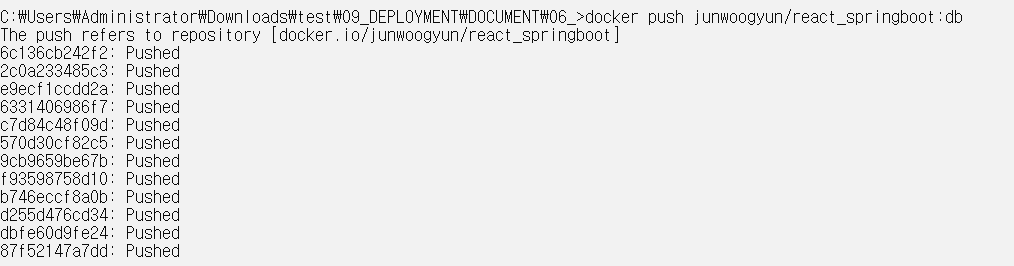 C:₩Users₩Administrator₩Downloads₩test₩09_DEPLOYMENT₩DOCUMENT₩06_>docker push junwoogyun/react_springboot:db
The push refers to repository [docker.io/junwoogyun/react_springboot]
6c136cb242f2: Pushed
2c0a233485c3: Pushed
e9ecf1ccdd2a: Pushed
6331406986f7: Pushed
c7d84c48f09d: Pushed
570d30cf82c5: Pushed
9cb9659be67b: Pushed
f93598758d10: Pushed
b746eccf8a0b: Pushed
d255d476cd34: Pushed
dbfe60d9fe24: Pushed
87f52147a7dd: Pushed